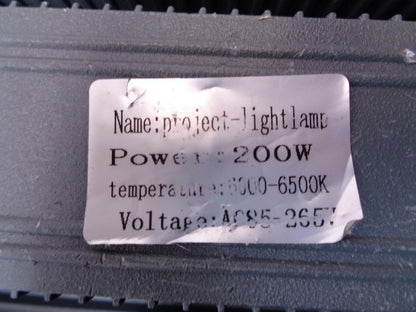 Name:project-lightlamp
Power:200W
temperature:6000-6500K
Voltage:AC85-265V